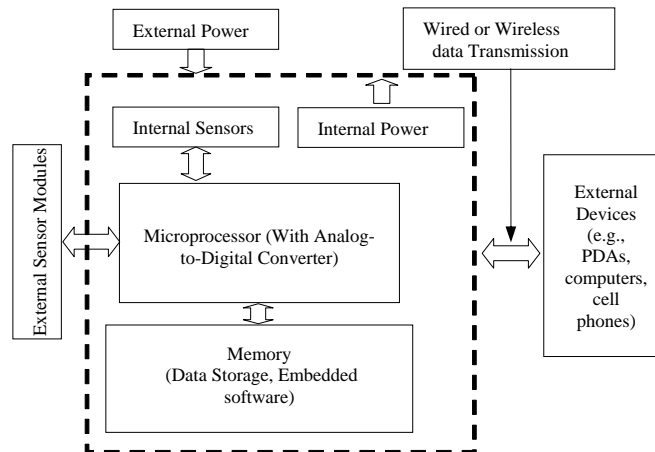 External Power
Wired or Wireless
data Transmission
Internal Sensors
Internal Power
External Sensor Modules
Microprocessor (With Analog-
to-Digital Converter)
External
Devices
(e.g.,
PDAs,
computers,
cell
phones)
Memory
(Data Storage, Embedded
software)